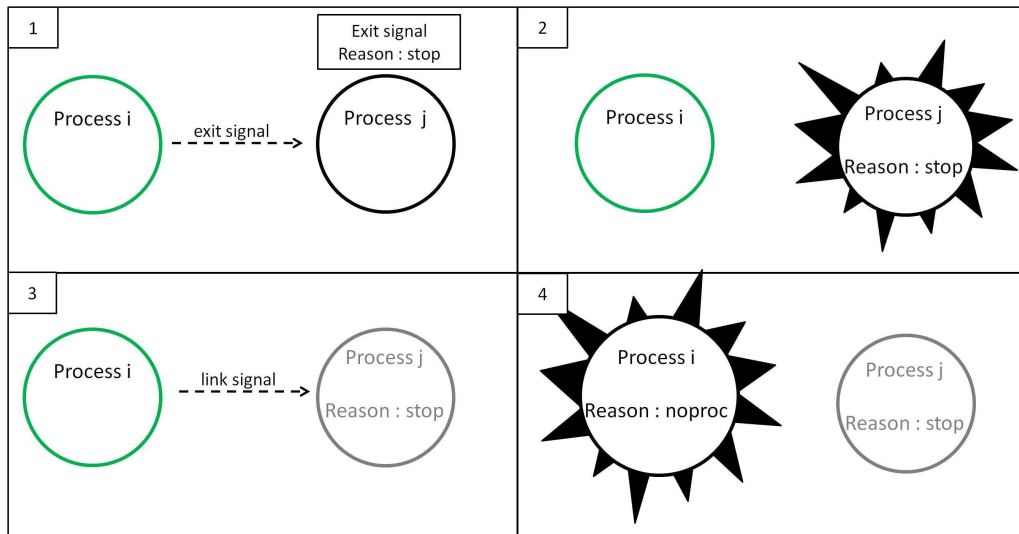 1
Exit signal
Reason : stop
Process i
exit signal
Process j
2
Process i
Process j
Reason : stop
3
Process i
link signal
Process j
Reason : stop
4
Process i
Reason : noproc
Process j
Reason : stop